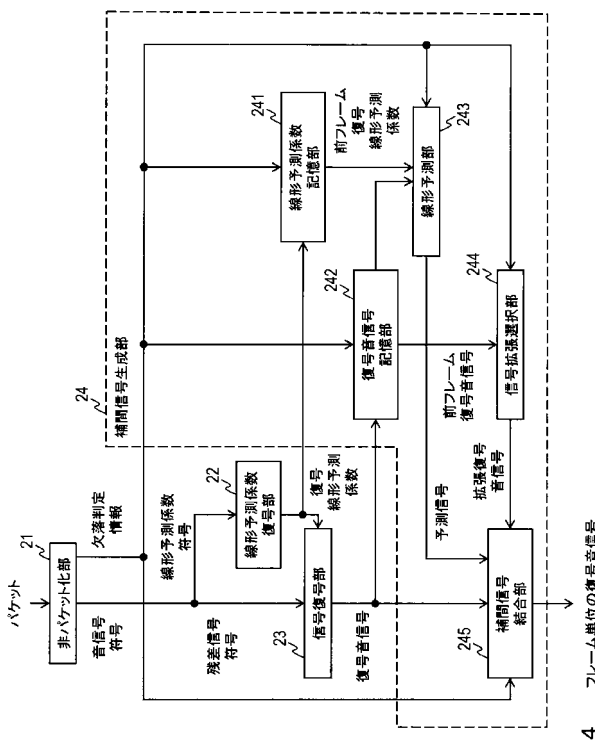 パケット
21
非パケット化部
音信号
符号
欠落判定
情報
線形予測係数
符号
22
線形予測係数
復号部
残差信号
符号
復号
線形予測
係数
23
信号復号部
復号音信号
24
補間信号生成部
241
線形予測係数
記憶部
前フレーム
復号
線形予測
係数
242
復号音信号
記憶部
243
線形予測部
前フレーム
復号音信号
予測信号
244
信号拡張選択部
拡張復号
音信号
245
補間信号
結合部
フレーム単位の復号音信号
4